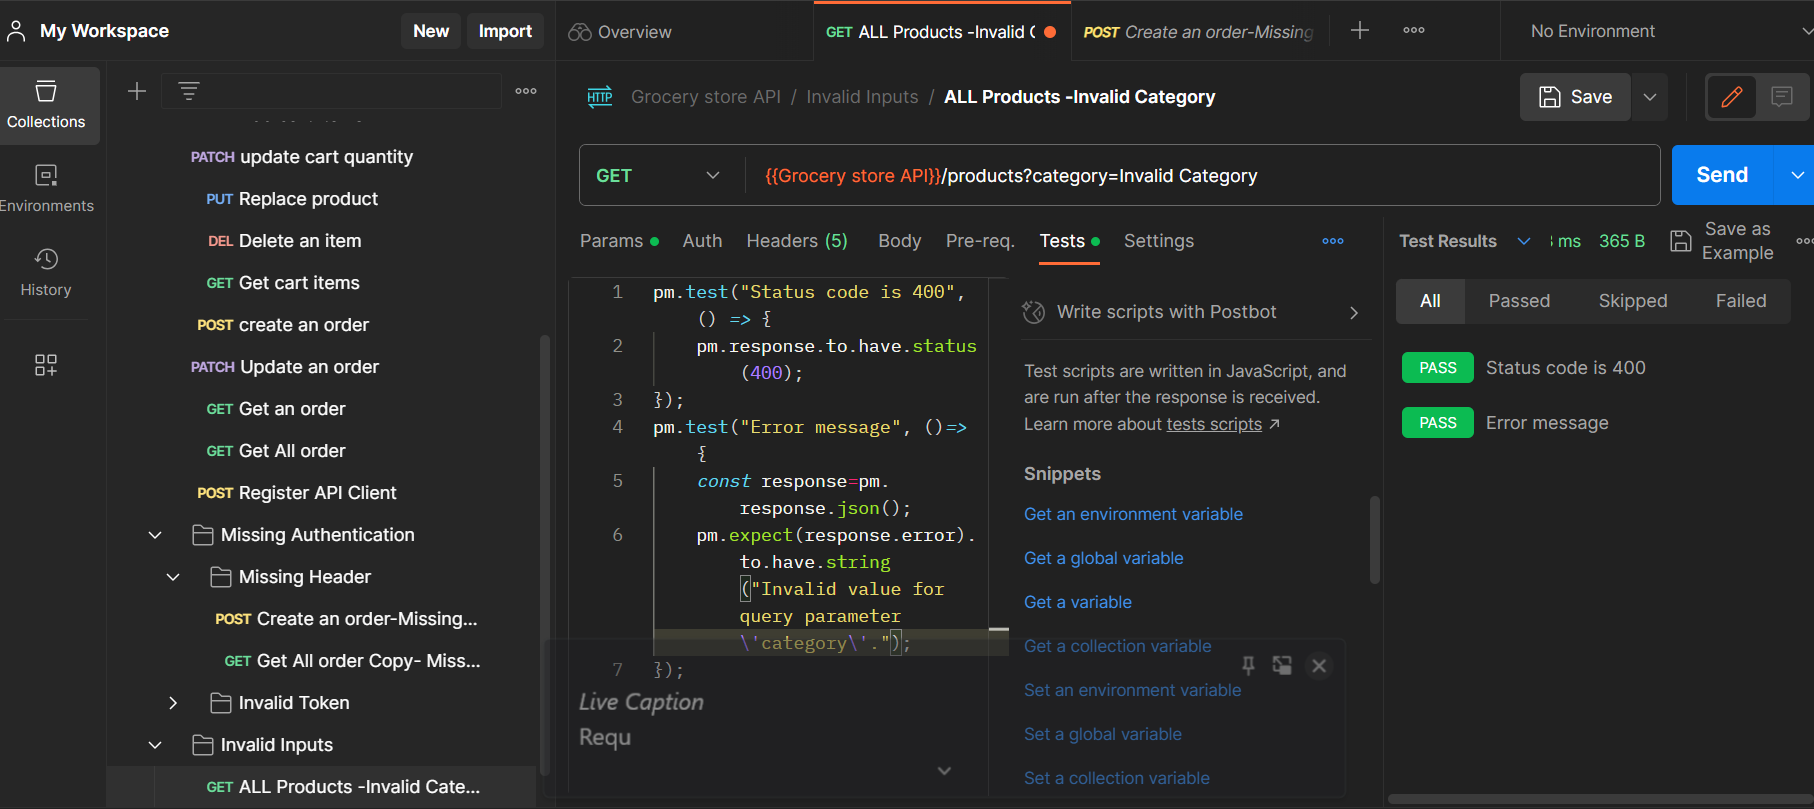 My Workspace
New
Import
Overview
GET ALL Products -Invalid C
POST Create an order-Missing
No Environment
Collections
Environments
History
PATCH update cart quantity
PUT Replace product
DEL Delete an item
GET Get cart items
POST create an order
PATCH Update an order
GET Get an order
GET Get All order
POST Register API Client
Missing Authentication
Missing Header
POST Create an order-Missing...
GET Get All order Copy- Miss...
Invalid Token
Invalid Inputs
GET ALL Products -Invalid Cate...
HTTP
Grocery store API / Invalid Inputs / ALL Products -Invalid Category
Save
GET
{{Grocery store API}}/products?category=Invalid Category
Send
Params
Auth
Headers (5)
Body
Pre-req.
Tests
Settings
1 pm.test("Status code is 400",
() => {
2 pm.response.to.have.status
(400);
3 });
4 pm.test("Error message", ()=>
{
5 const response=pm.
response.json();
6 pm.expect(response.error).
to.have.string
("Invalid value for
query parameter
\'category\'.");
7 });
Live Caption
Requ
Write scripts with Postbot
Test scripts are written in JavaScript, and
are run after the response is received.
Learn more about tests scripts
Snippets
Get an environment variable
Get a global variable
Get a variable
Get a collection variable
Set an environment variable
Set a global variable
Set a collection variable
Test Results
ms
365 B
Save as
Example
All
Passed
Skipped
Failed
PASS Status code is 400
PASS Error message